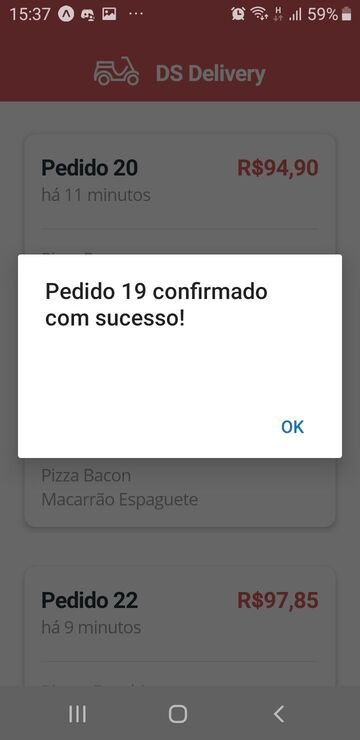 15:37 ... 59%
DS Delivery
Pedido 20 R$94,90
há 11 minutos
Pedido 19 confirmado
com sucesso!
OK
Pizza Bacon
Macarrão Espaguete
Pedido 22 R$97,85
há 9 minutos